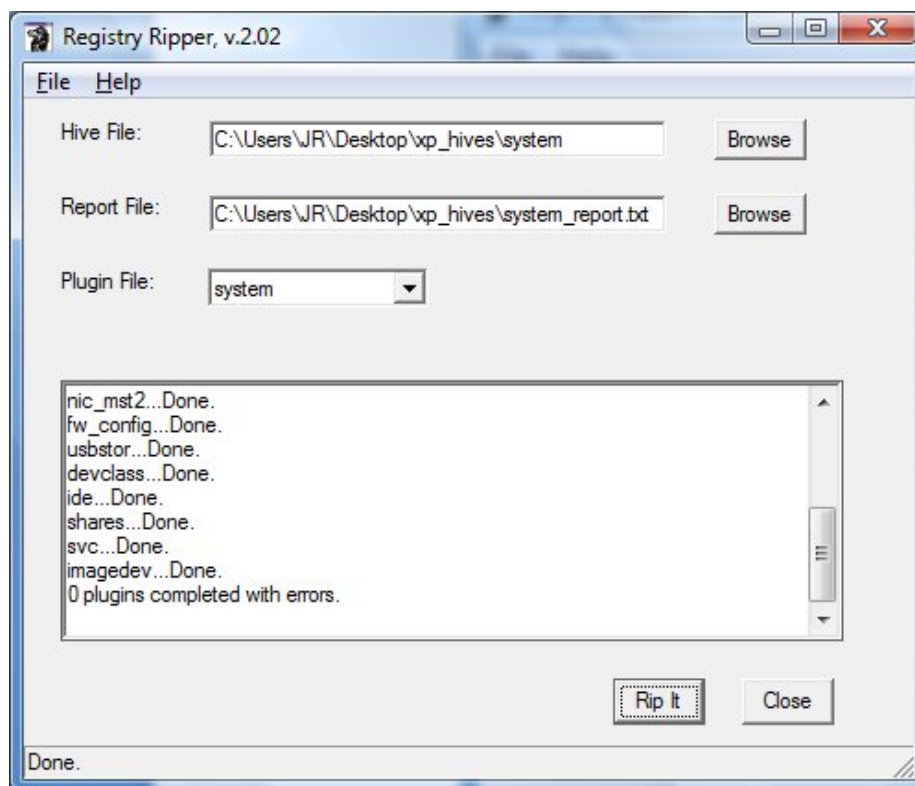 Registry Ripper, v.2.02
File Help
Hive File: C:\Users\JR\Desktop\xp_hives\system Browse
Report File: C:\Users\JR\Desktop\xp_hives\system_report.txt Browse
Plugin File: system
nic_mst2...Done.
fw_config...Done.
usbstor...Done.
devclass...Done.
ide...Done.
shares...Done.
svc...Done.
imagedev...Done.
0 plugins completed with errors.
Rip It Close
Done.